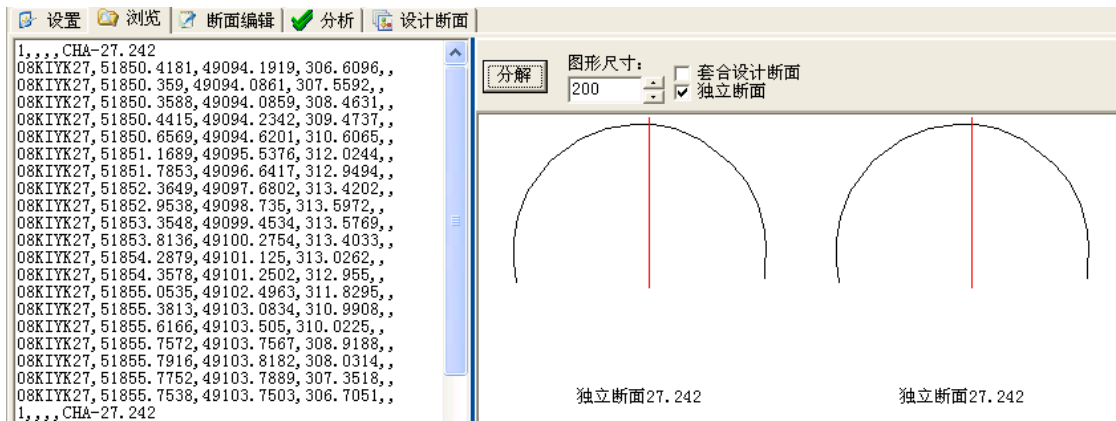 设置 浏览 断面编辑 分析 设计断面
1,,,,CHA-27.242
08KIYK27,51850.4181,49094.1919,306.6096,,
08KIYK27,51850.359,49094.0861,307.5592,,
08KIYK27,51850.3588,49094.0859,308.4631,,
08KIYK27,51850.4415,49094.2342,309.4737,,
08KIYK27,51850.6569,49094.6201,310.6065,,
08KIYK27,51851.1689,49095.5376,312.0244,,
08KIYK27,51851.7853,49096.6417,312.9494,,
08KIYK27,51852.3649,49097.6802,313.4202,,
08KIYK27,51852.9538,49098.735,313.5972,,
08KIYK27,51853.3548,49099.4534,313.5769,,
08KIYK27,51853.8136,49100.2754,313.4033,,
08KIYK27,51854.2879,49101.125,313.0262,,
08KIYK27,51854.3578,49101.2502,312.955,,
08KIYK27,51855.0535,49102.4963,311.8295,,
08KIYK27,51855.3813,49103.0834,310.9908,,
08KIYK27,51855.6166,49103.505,310.0225,,
08KIYK27,51855.7572,49103.7567,308.9188,,
08KIYK27,51855.7916,49103.8182,308.0314,,
08KIYK27,51855.7752,49103.7889,307.3518,,
08KIYK27,51855.7538,49103.7503,306.7051,,
1,,,,CHA-27.242
分解
图形尺寸:
200
套合设计断面
独立断面
独立断面27.242
独立断面27.242